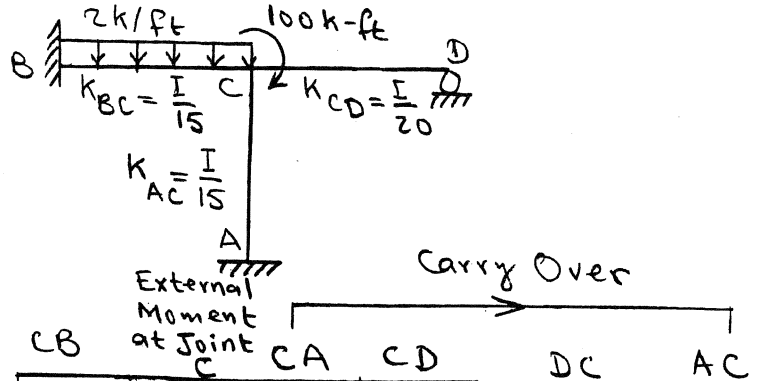 2k/ft
100k-ft
B
C
D
K_BC = I/15
K_CD = I/20
K_AC = I/15
A
Carry Over
External
Moment
at Joint
C
CB
CA
CD
DC
AC